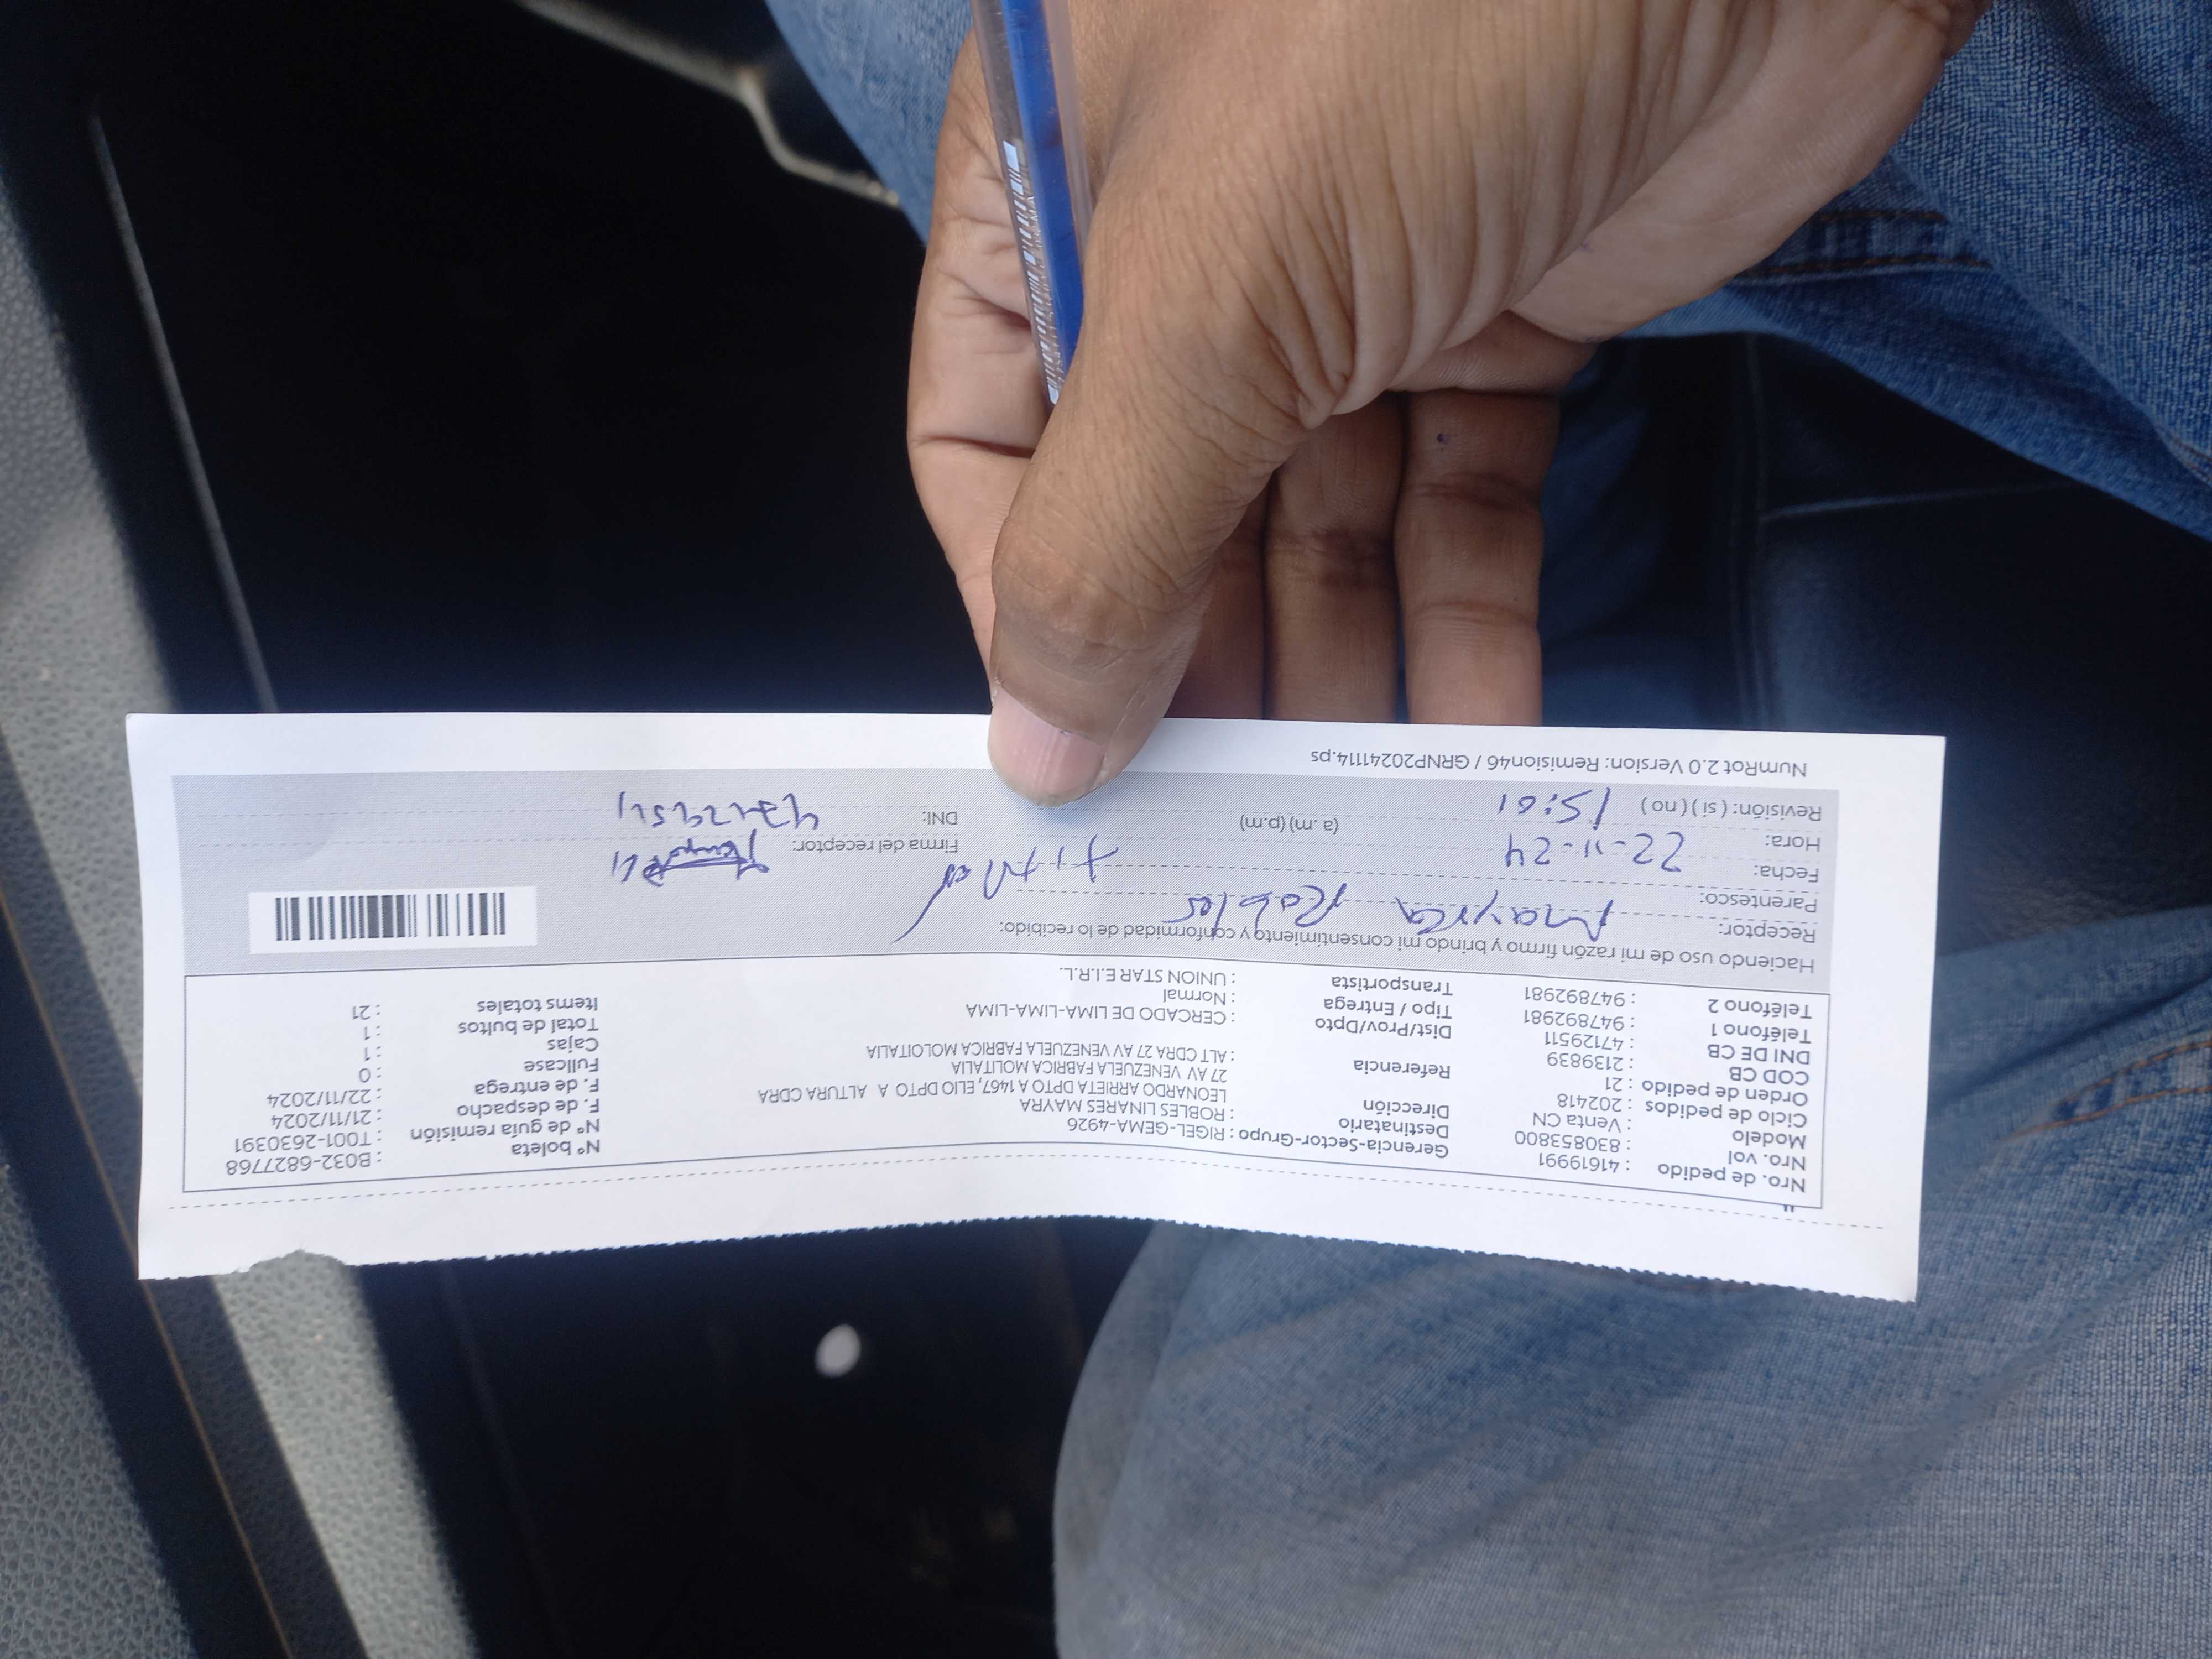 Nro. de pedido : 41619991
Nro. vol : 830853800
Modelo : Venta CN
Ciclo de pedidos : 202418
Orden de pedido : 21
COD CB : 2139839
DNI DE CB : 47129511
Teléfono 1 : 947892981
Teléfono 2 : 947892981
Gerencia-Sector-Grupo : RIGEL-GEMA-4926
Destinatario : ROBLES LINARES MAYRA
Dirección LEONARDO ARRIETA DPTO A 1467, ELIO DPTO A ALTURA CDRA
27 AV VENEZUELA FABRICA MOLITALIA
Referencia : ALT CDRA 27 AV VENEZUELA FABRICA MOLOITALIA
Dist/Prov/Dpto : CERCADO DE LIMA-LIMA-LIMA
Tipo / Entrega : Normal
Transportista : UNION STAR E.I.R.L.
N° boleta : B032-6827768
N° de guía remisión : T001-2630391
F. de despacho : 21/11/2024
F. de entrega : 22/11/2024
Fullcase : 0
Cajas : 1
Total de bultos : 1
Items totales : 21
Haciendo uso de mi razón firmo y brindo mi consentimiento y conformidad de lo recibido:
Receptor: Mayra Robles
Parentesco:
Fecha: 22-11-24
Hora: 15:01 (a.m) (p.m)
Revisión: ( si ) ( no )
Firma del receptor:
DNI:
NumRot 2.0 Version: Remision46 / GRNP20241114.ps